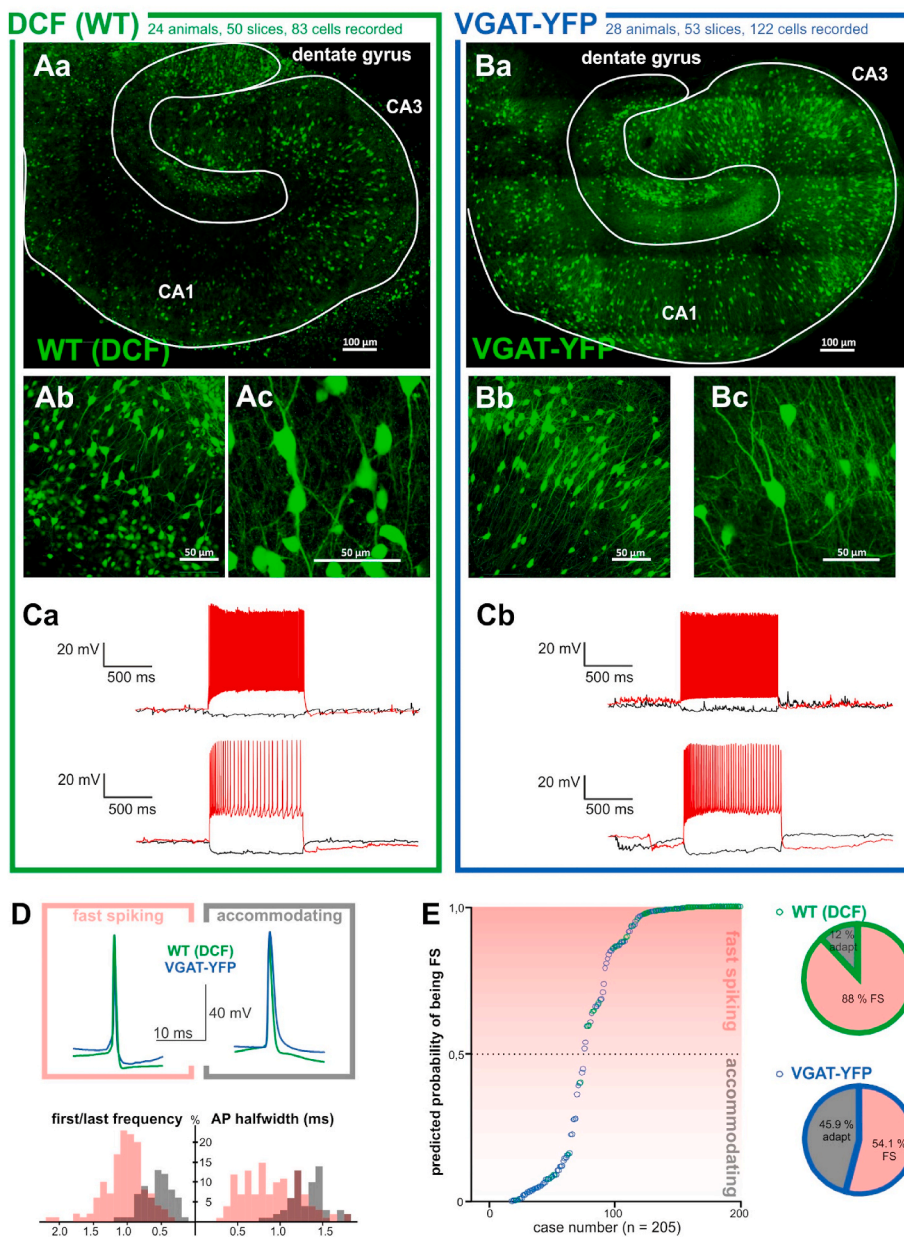 DCF (WT) 24 animals, 50 slices, 83 cells recorded
VGAT-YFP 28 animals, 53 slices, 122 cells recorded
Aa
dentate gyrus
CA3
CA1
WT (DCF)
100 µm
Ba
dentate gyrus
CA3
CA1
VGAT-YFP
100 µm
Ab
50 µm
Ac
50 µm
Bb
50 µm
Bc
50 µm
Ca
20 mV
500 ms
20 mV
500 ms
Cb
20 mV
500 ms
20 mV
500 ms
D
fast spiking
accommodating
WT (DCF)
VGAT-YFP
40 mV
10 ms
first/last frequency % AP halfwidth (ms)
20
15
10
5
2.0 1.5 1.0 0.5 0.5 1.0 1.5
E
predicted probability of being FS
1,0
0,5
0
fast spiking
accommodating
0 100 200
case number (n = 205)
WT (DCF)
12 %
adapt
88 % FS
VGAT-YFP
45.9 %
adapt
54.1 %
FS